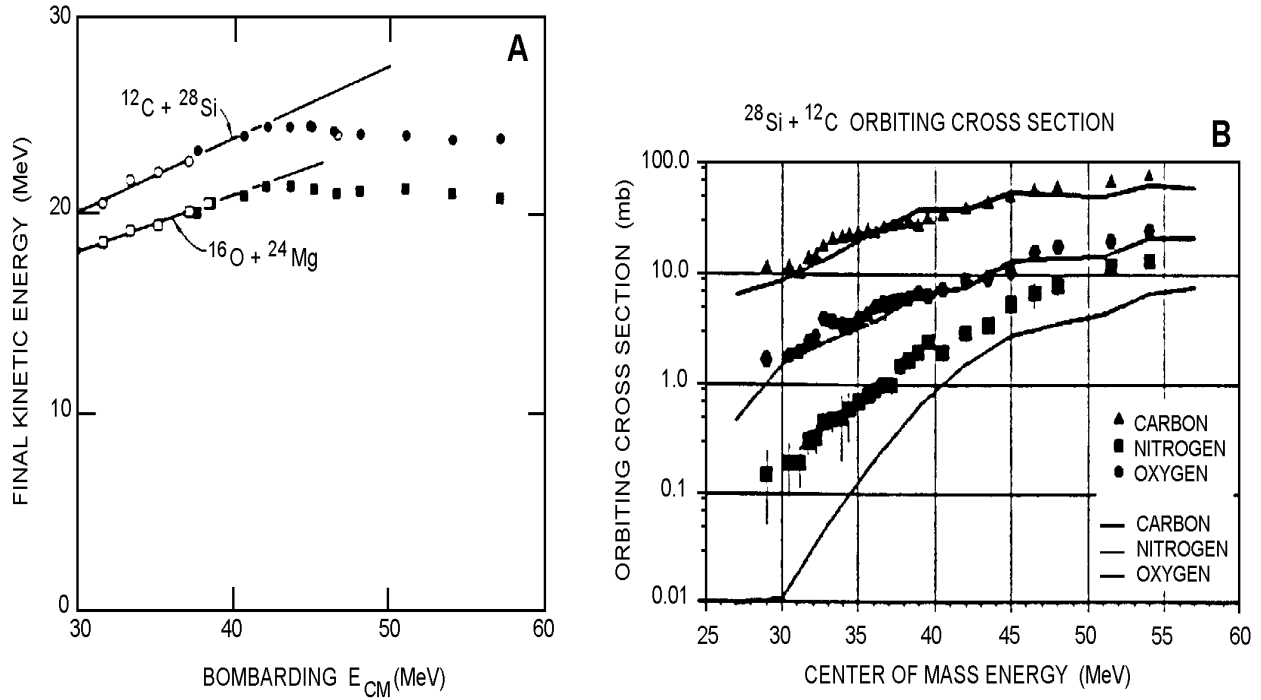 A
30
20
10
0
30
40
50
60
FINAL KINETIC ENERGY (MeV)
BOMBARDING E_CM (MeV)
¹²C + ²⁸Si
¹⁶O + ²⁴Mg
²⁸Si + ¹²C ORBITING CROSS SECTION
B
100.0
10.0
1.0
0.1
0.01
25
30
35
40
45
50
55
60
ORBITING CROSS SECTION (mb)
CENTER OF MASS ENERGY (MeV)
CARBON
NITROGEN
OXYGEN
CARBON
NITROGEN
OXYGEN